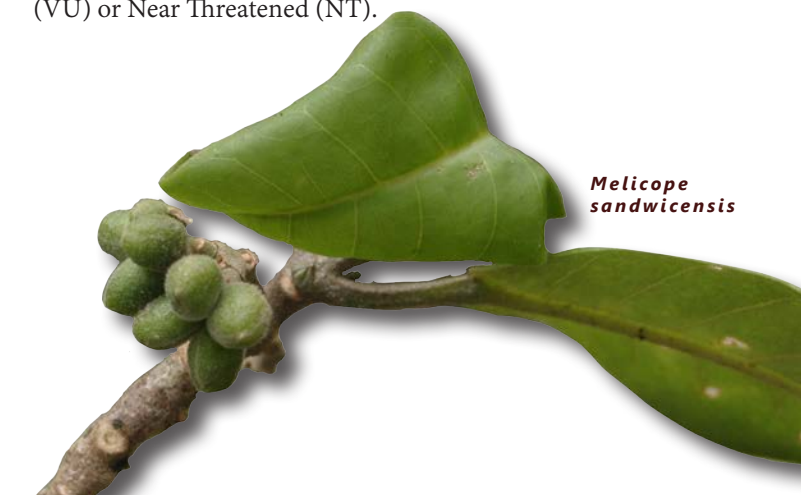 (VU) or Near Threatened (NT).
Melicope
sandwicensis